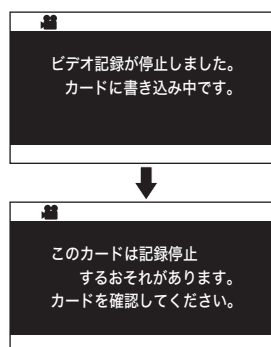 ビデオ記録が停止しました。
カードに書き込み中です。
このカードは記録停止
するおそれがあります。
カードを確認してください。